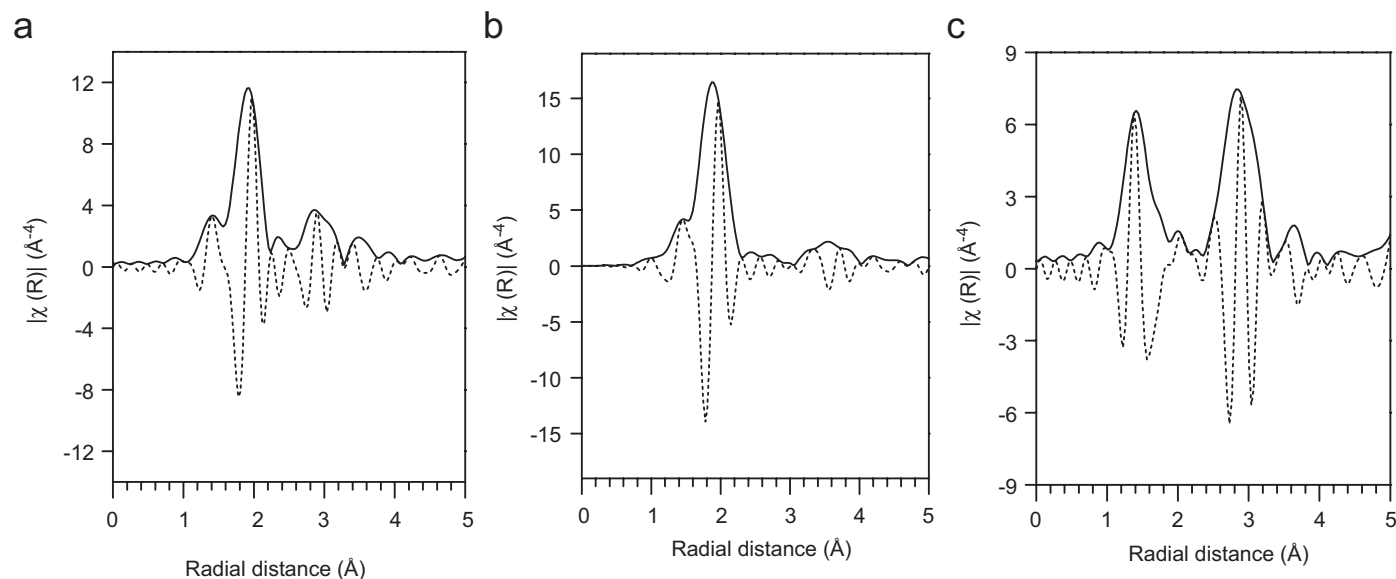 a
12
8
4
0
-4
-8
-12
|χ (R)| (Å-4)
0 1 2 3 4 5
Radial distance (Å)
b
15
10
5
0
-5
-10
-15
|χ (R)| (Å-4)
0 1 2 3 4 5
Radial distance (Å)
c
9
6
3
0
-3
-6
-9
|χ (R)| (Å-4)
0 1 2 3 4 5
Radial distance (Å)